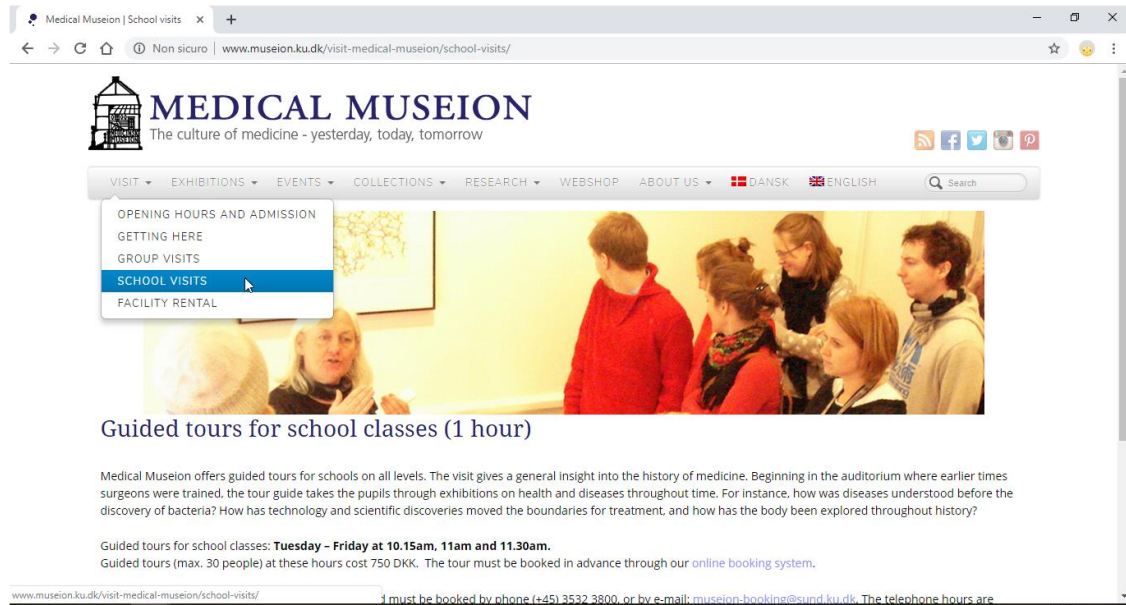 Medical Museion | School visits
Non sicuro | www.museion.ku.dk/visit-medical-museion/school-visits/
MEDICAL MUSEION
The culture of medicine - yesterday, today, tomorrow
VISIT EXHIBITIONS EVENTS COLLECTIONS RESEARCH WEBSHOP ABOUT US DANSK ENGLISH Search
OPENING HOURS AND ADMISSION
GETTING HERE
GROUP VISITS
SCHOOL VISITS
FACILITY RENTAL
Guided tours for school classes (1 hour)
Medical Museion offers guided tours for schools on all levels. The visit gives a general insight into the history of medicine. Beginning in the auditorium where earlier times
surgeons were trained, the tour guide takes the pupils through exhibitions on health and diseases throughout time. For instance, how was diseases understood before the
discovery of bacteria? How has technology and scientific discoveries moved the boundaries for treatment, and how has the body been explored throughout history?
Guided tours for school classes: Tuesday – Friday at 10.15am, 11am and 11.30am.
Guided tours (max. 30 people) at these hours cost 750 DKK. The tour must be booked in advance through our online booking system.
www.museion.ku.dk/visit-medical-museion/school-visits/
must be booked by phone (+45) 3532 3800, or by e-mail: museion-booking@sund.ku.dk. The telephone hours are